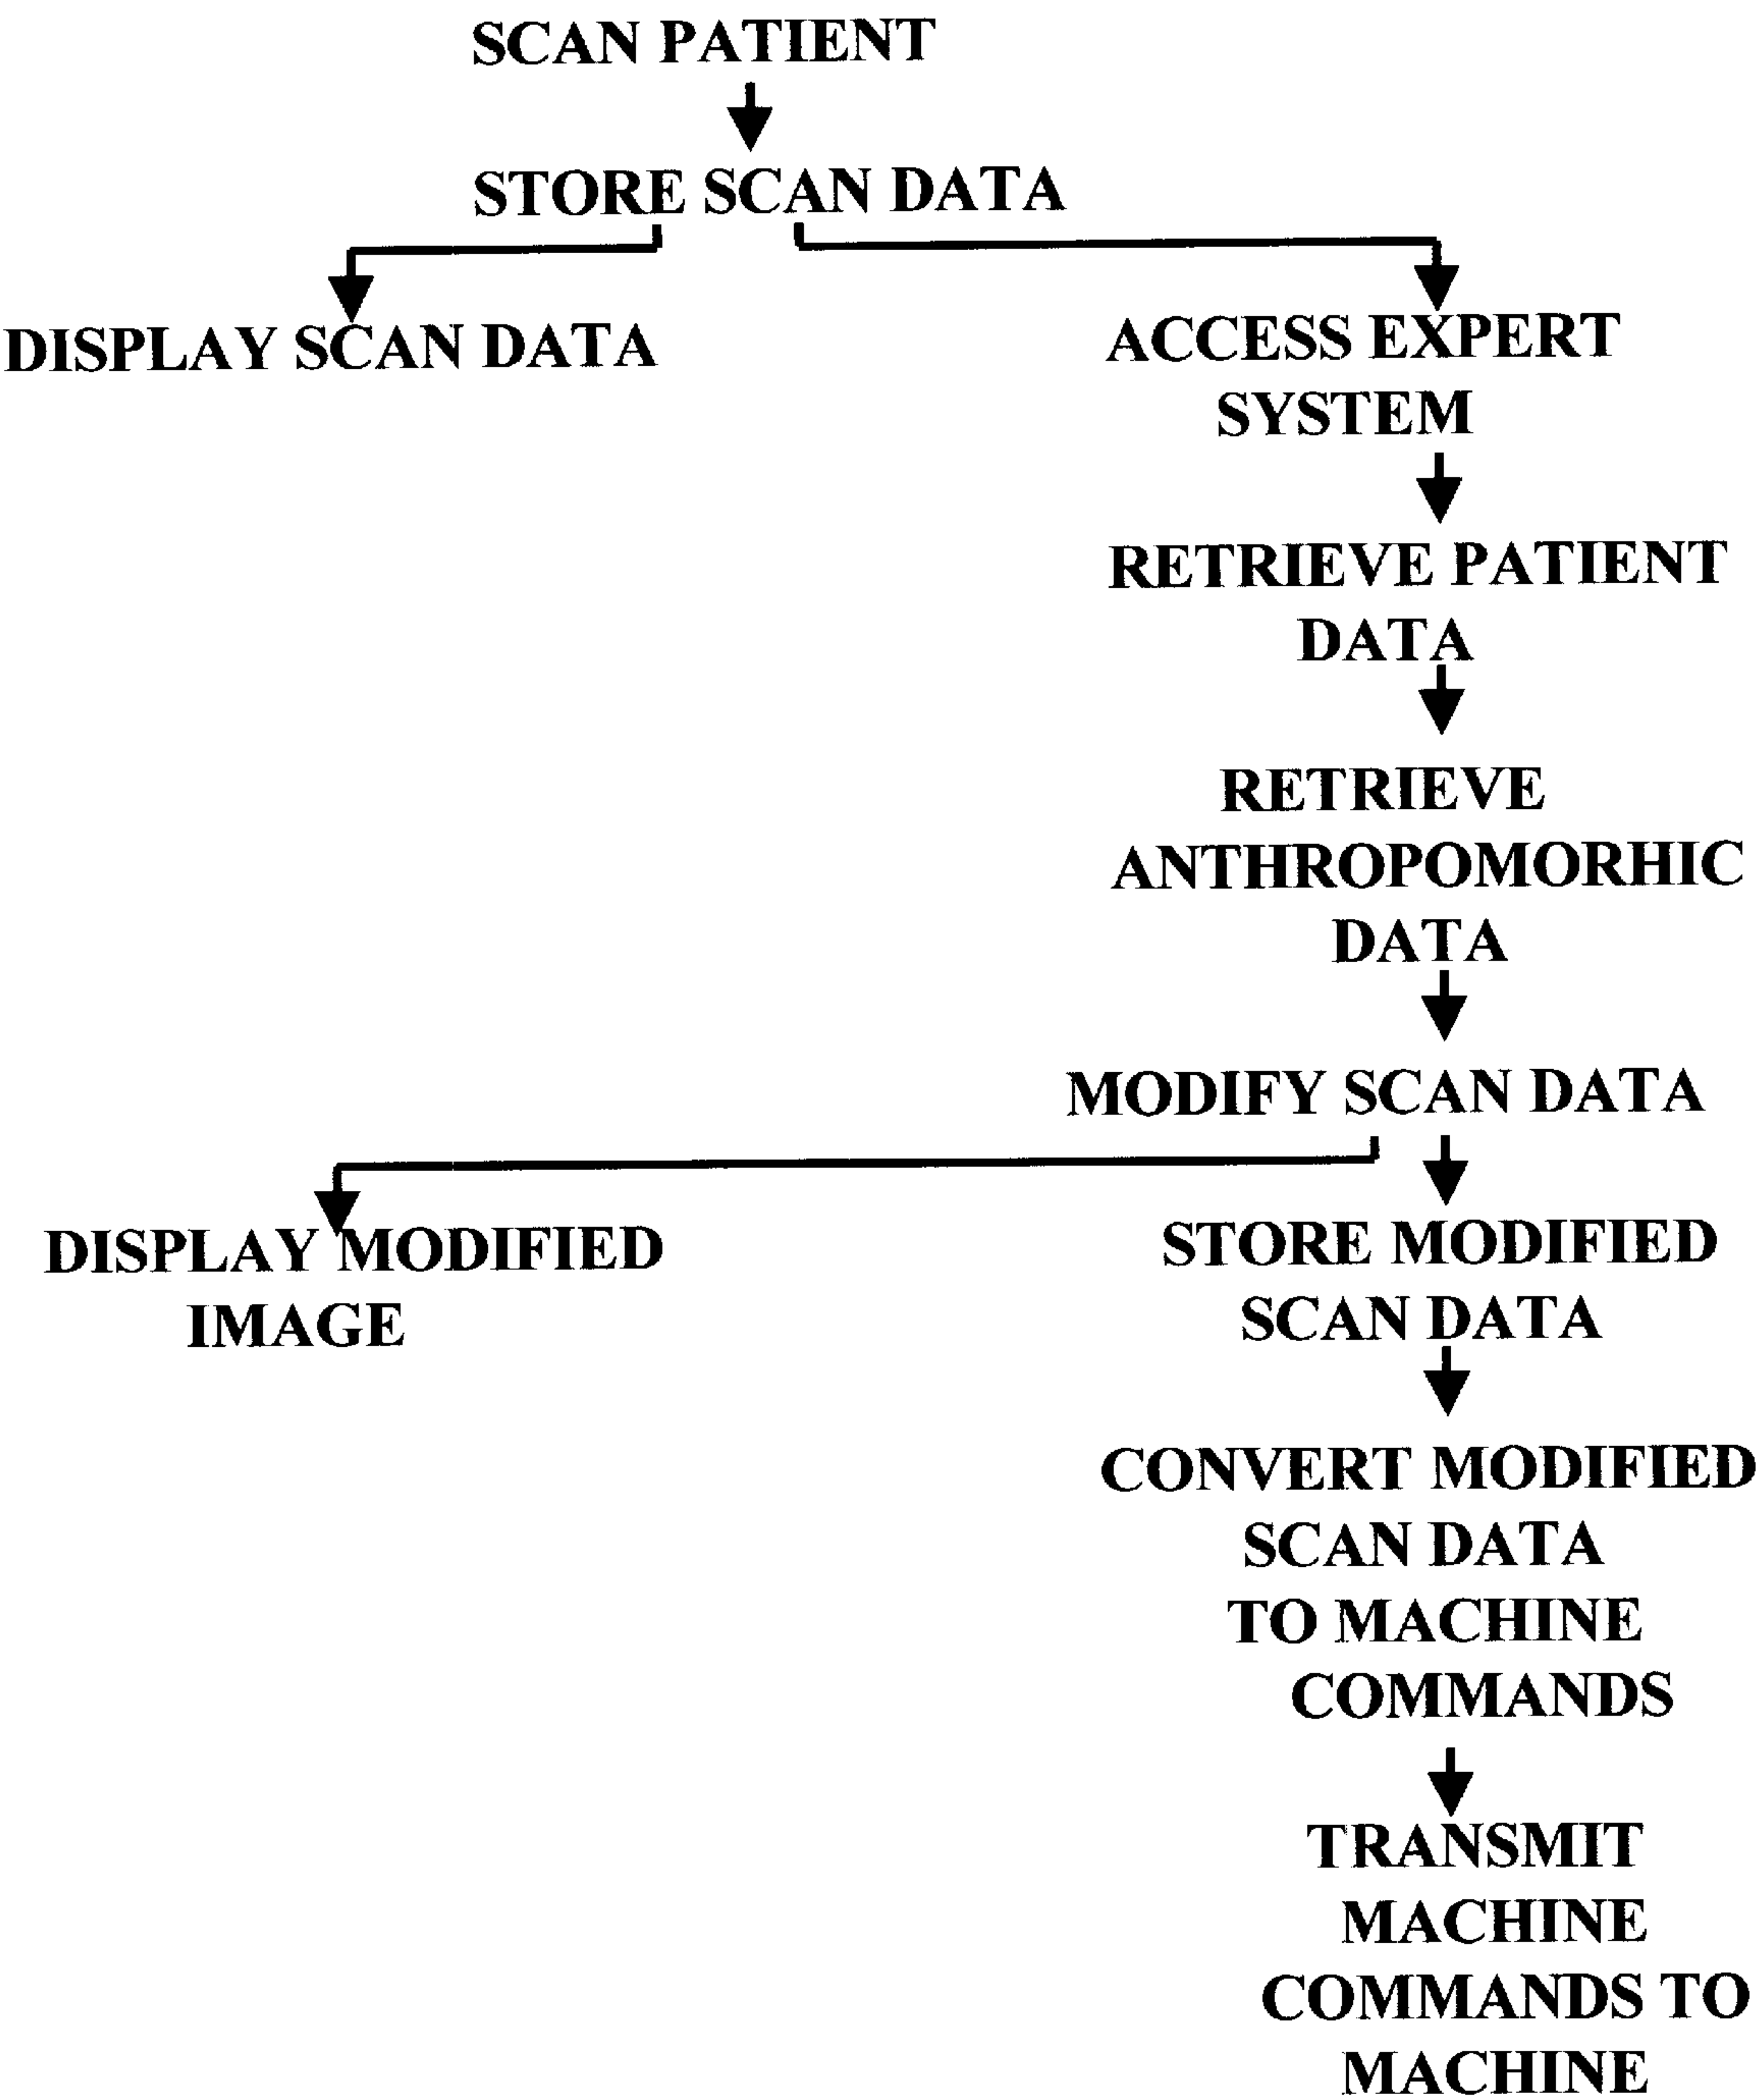 SCAN PATIENT
STORE SCAN DATA
DISPLAY SCAN DATA
ACCESS EXPERT
SYSTEM
RETRIEVE PATIENT
DATA
RETRIEVE
ANTHROPOMORHIC
DATA
MODIFY SCAN DATA
DISPLAY MODIFIED
IMAGE
STORE MODIFIED
SCAN DATA
CONVERT MODIFIED
SCAN DATA
TO MACHINE
COMMANDS
TRANSMIT
MACHINE
COMMANDS TO
MACHINE